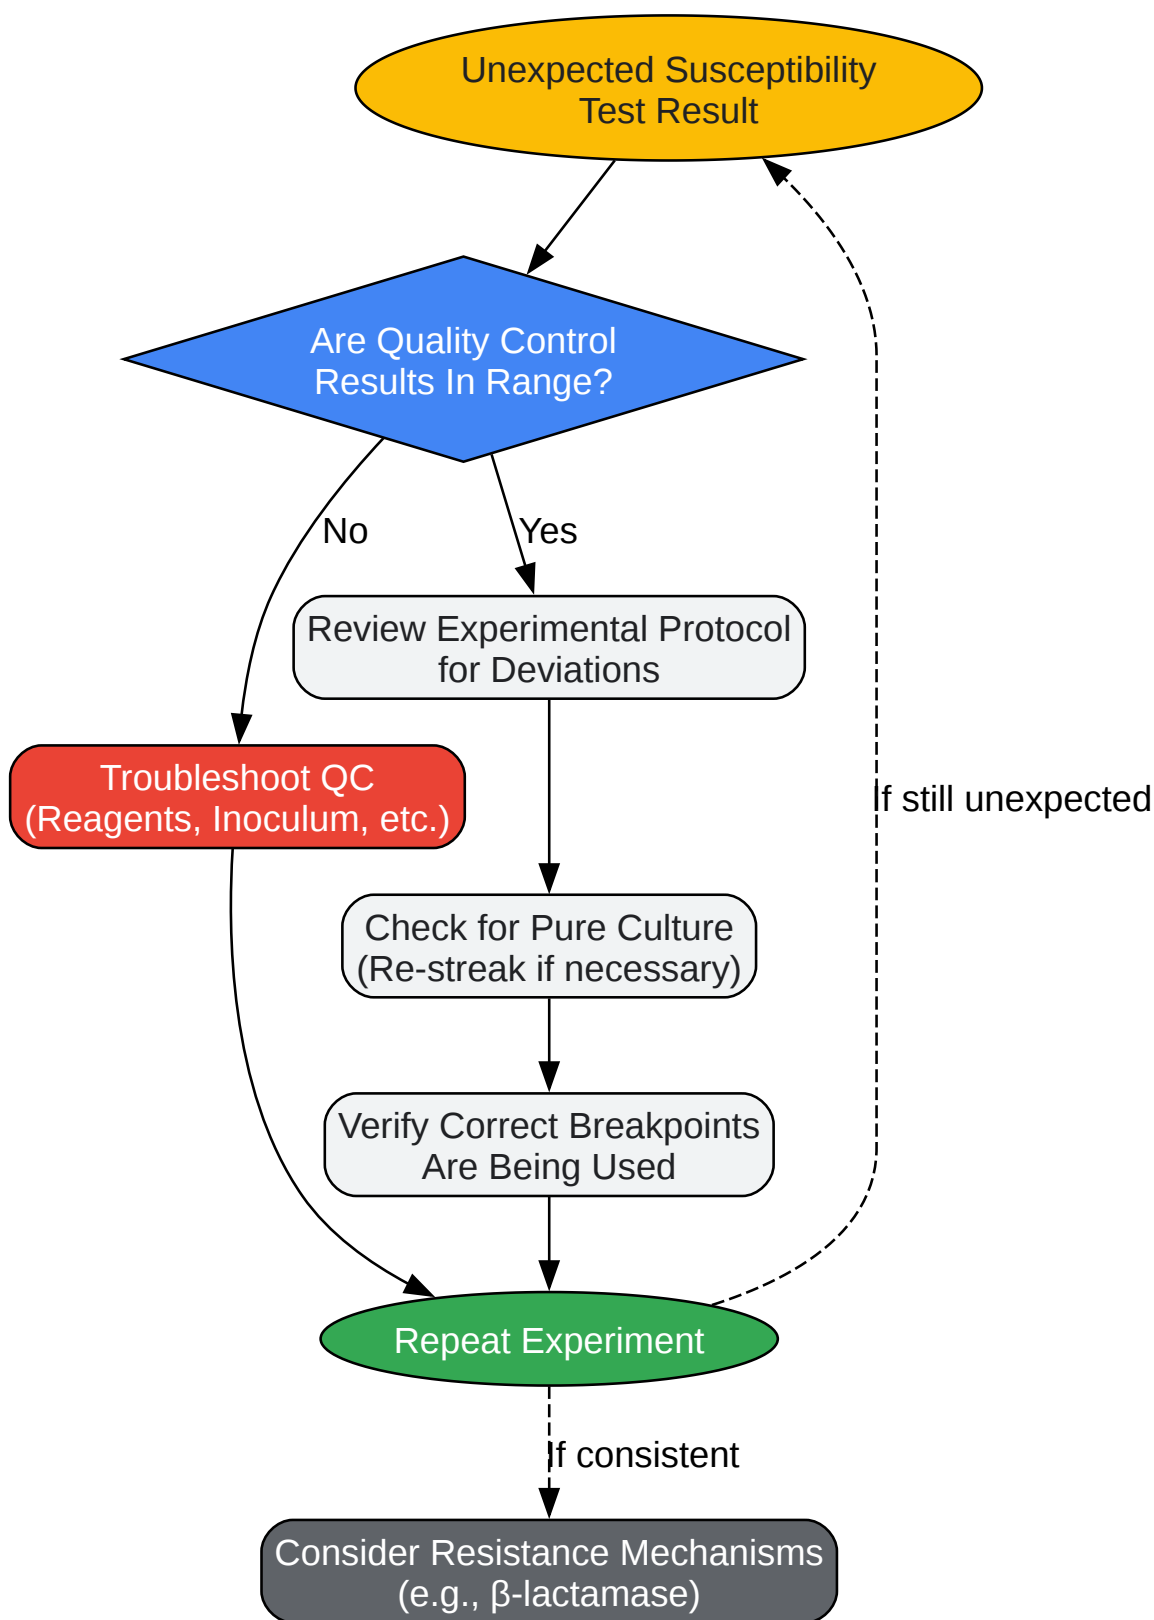 Unexpected Susceptibility
Test Result
Are Quality Control
Results In Range?
No
Yes
Review Experimental Protocol
for Deviations
Troubleshoot QC
(Reagents, Inoculum, etc.)
If still unexpected
Check for Pure Culture
(Re-streak if necessary)
Verify Correct Breakpoints
Are Being Used
Repeat Experiment
If consistent
Consider Resistance Mechanisms
(e.g., β-lactamase)